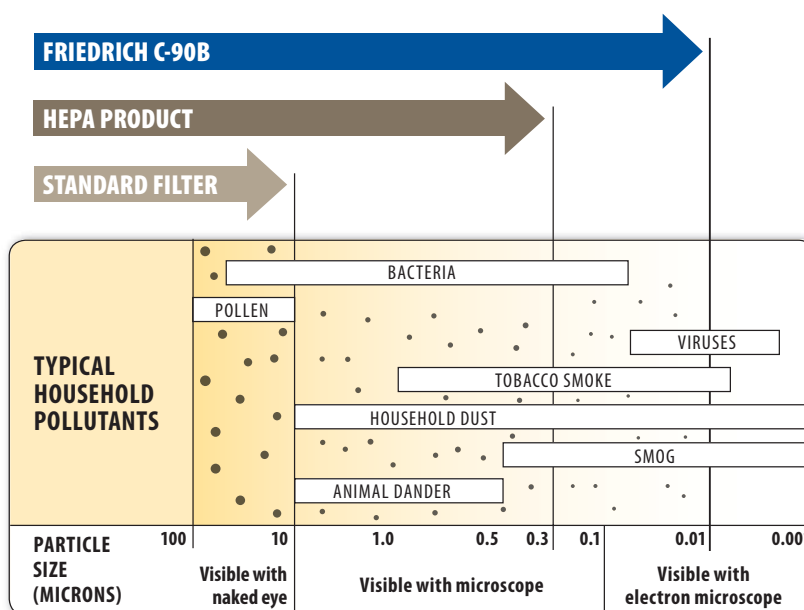 FRIEDRICH C-90B
HEPA PRODUCT
STANDARD FILTER
BACTERIA
POLLEN
VIRUSES
TYPICAL
HOUSEHOLD
POLLUTANTS
TOBACCO SMOKE
HOUSEHOLD DUST
SMOG
ANIMAL DANDER
PARTICLE
SIZE
(MICRONS)
100 10 1.0 0.5 0.3 0.1 0.01 0.00
Visible with
naked eye
Visible with microscope
Visible with
electron microscope